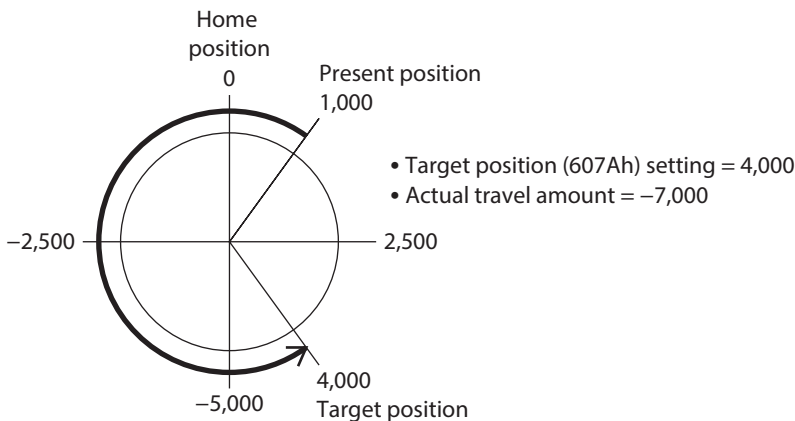 Home
position
0
Present position
1,000
• Target position (607Ah) setting = 4,000
• Actual travel amount = −7,000
−2,500
2,500
4,000
Target position
−5,000